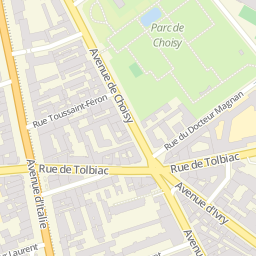 Parc de
Choisy
Avenue de Choisy
Rue Toussaint-Féron
Rue du Docteur Magnan
Rue de Tolbiac
Rue de Tolbiac
Avenue d'Italie
Avenue d'Ivry
Avenue
Laurent